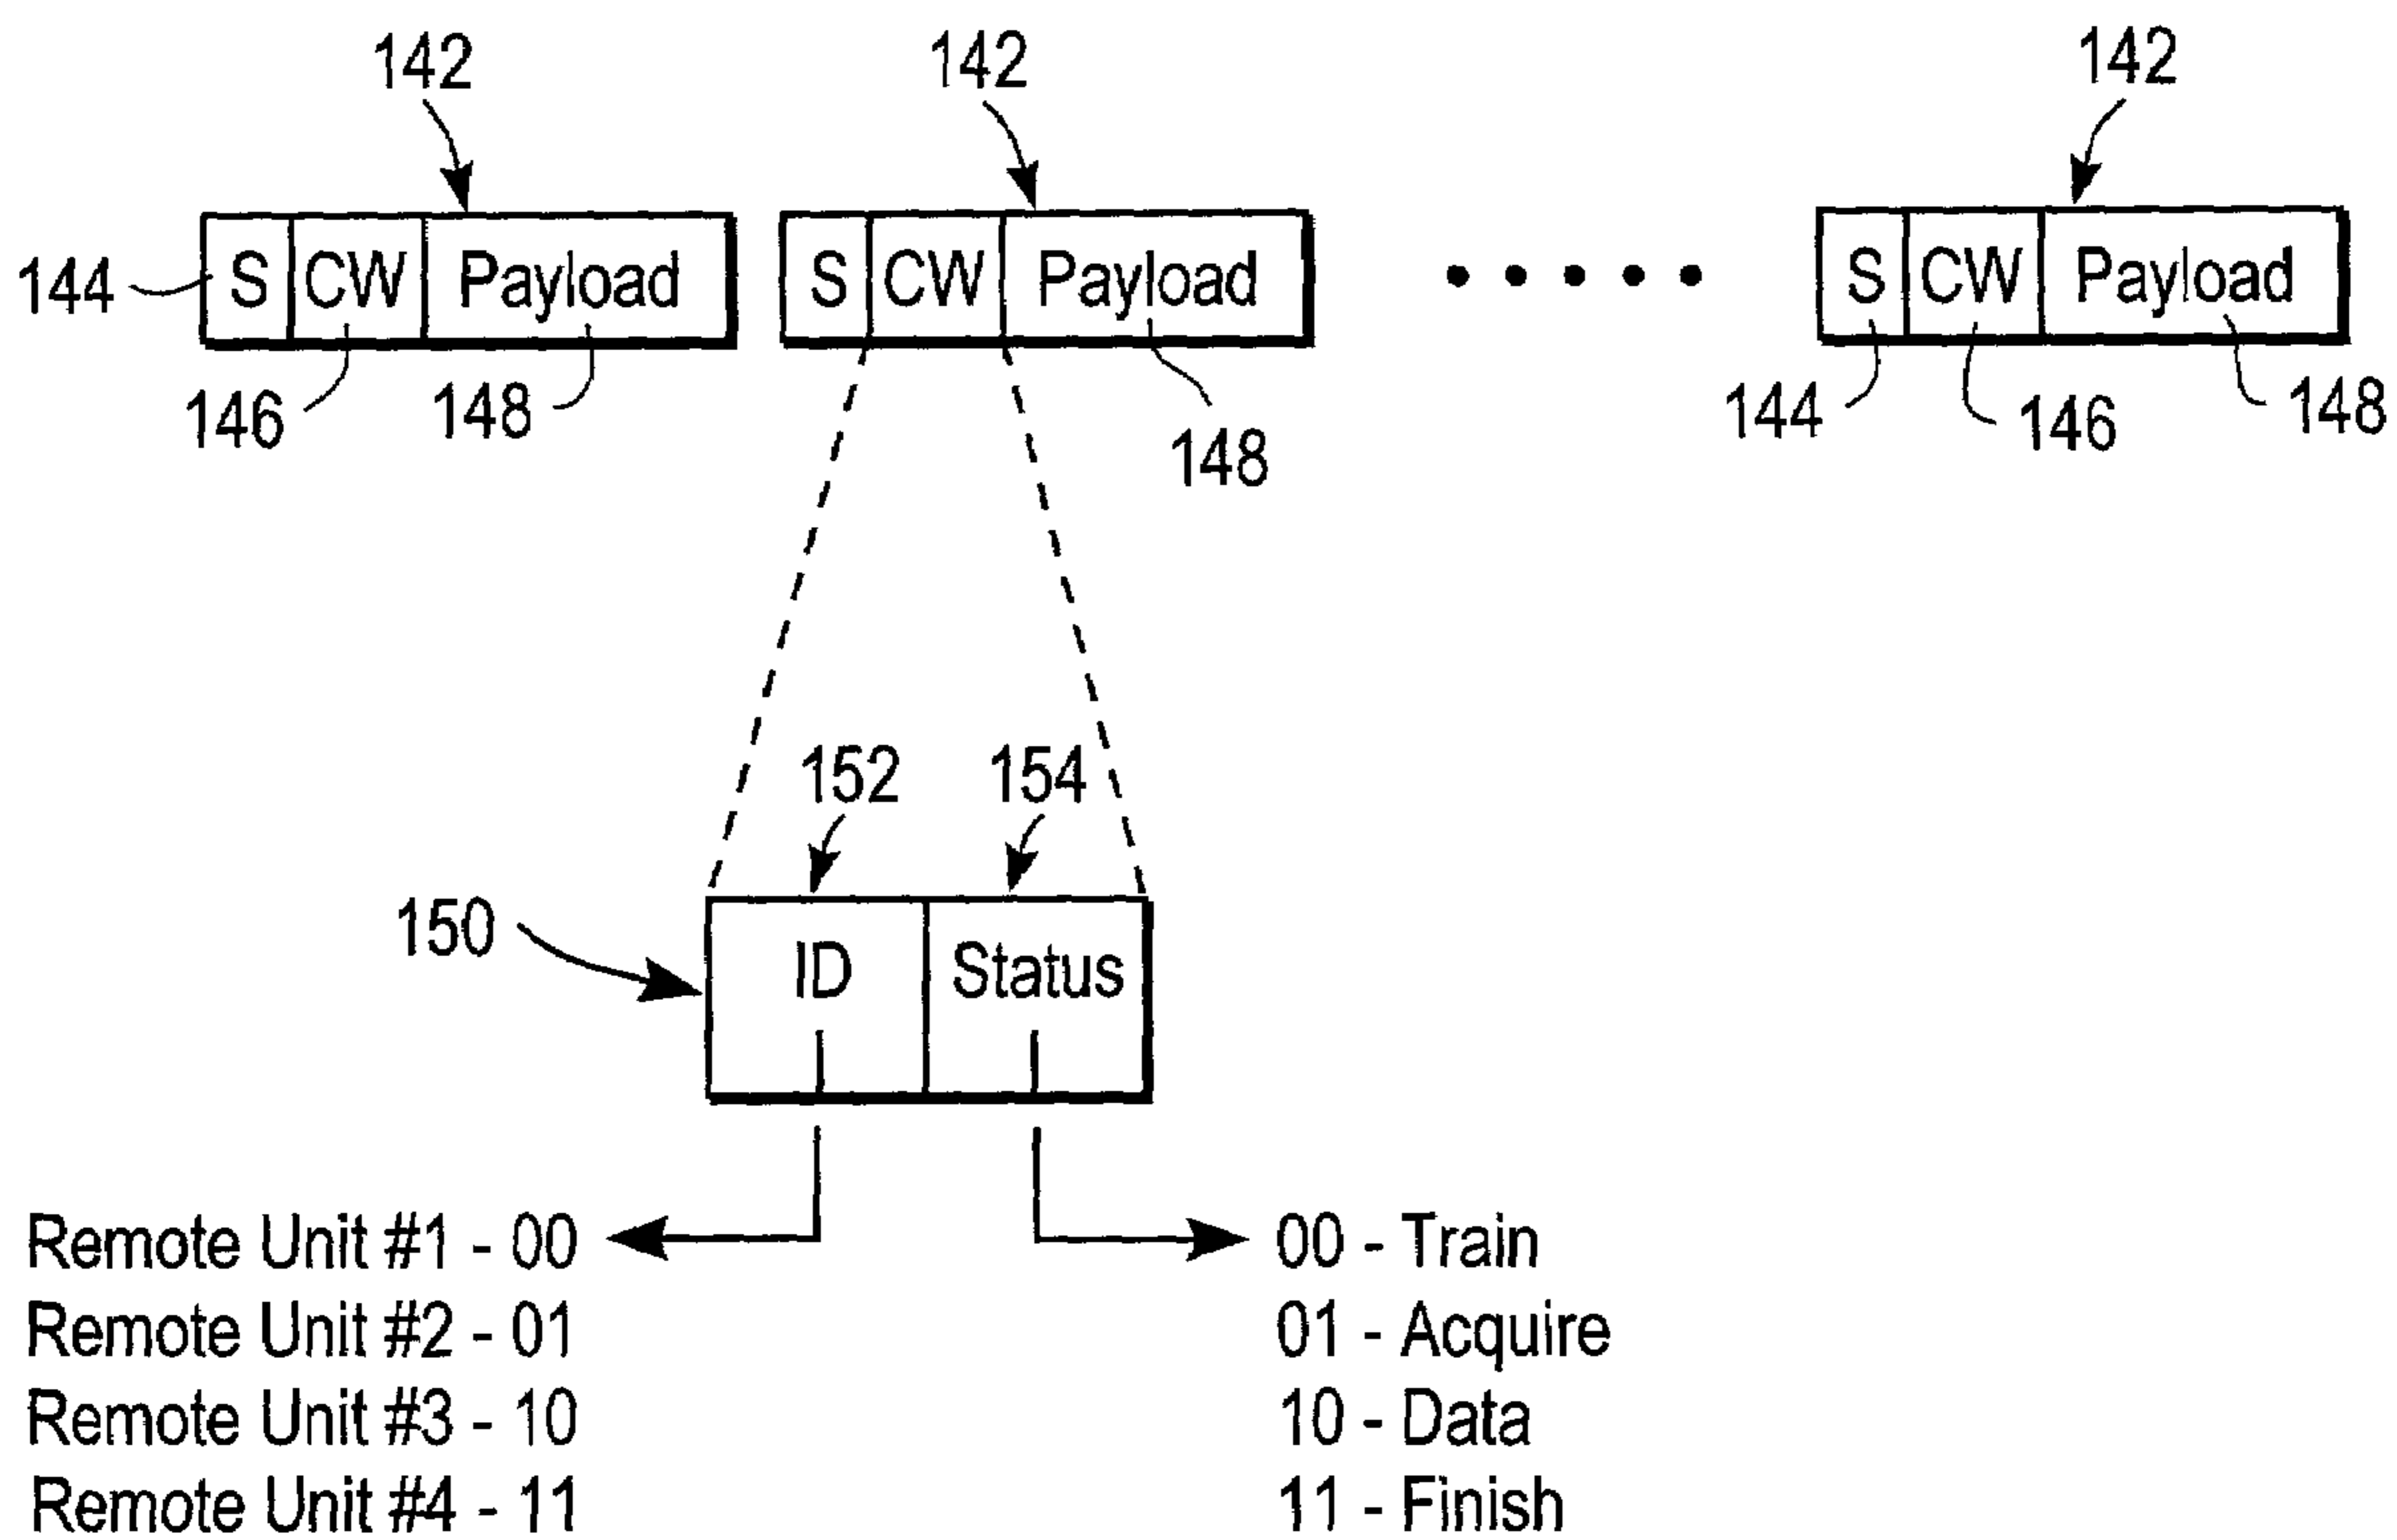 142 142 142
S CW Payload S CW Payload S CW Payload
144
146 148 148 144 146 148
152 154
150
ID Status
Remote Unit #1 - 00 00 - Train
Remote Unit #2 - 01 01 - Acquire
Remote Unit #3 - 10 10 - Data
Remote Unit #4 - 11 11 - Finish